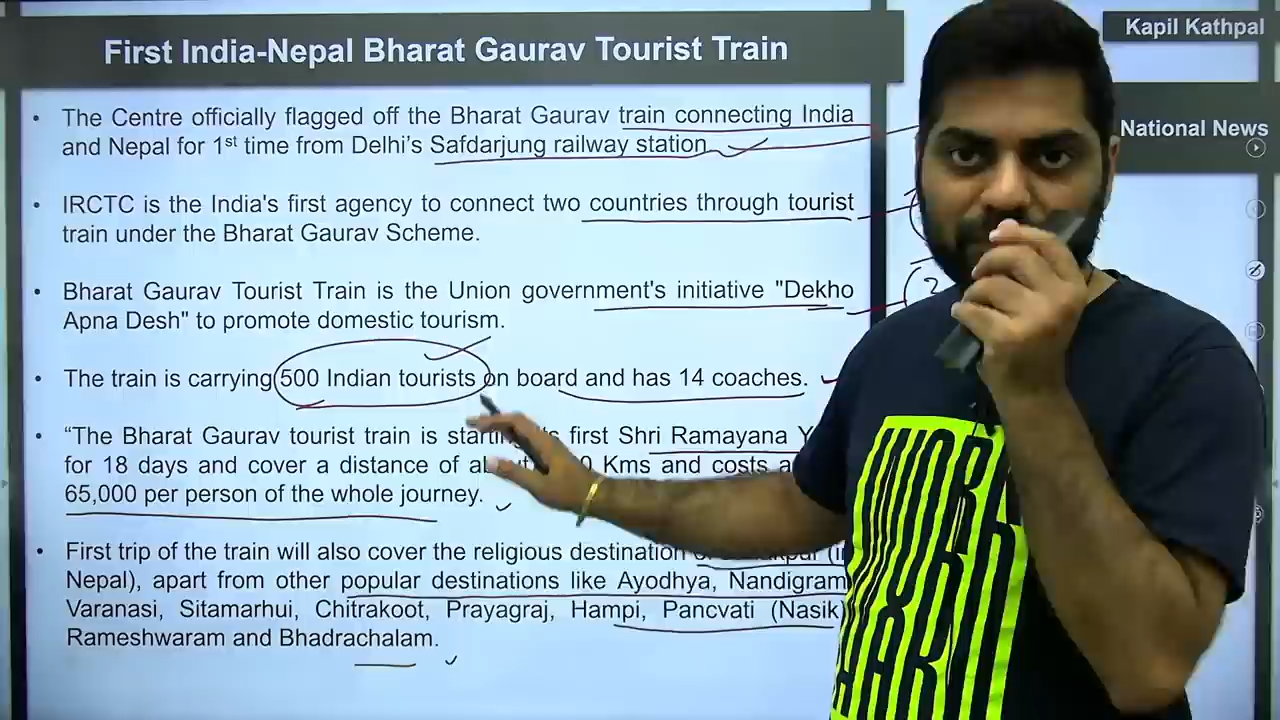 First India-Nepal Bharat Gaurav Tourist Train
Kapil Kathpal
National News
• The Centre officially flagged off the Bharat Gaurav train connecting India
and Nepal for 1st time from Delhi's Safdarjung railway station
• IRCTC is the India's first agency to connect two countries through tourist
train under the Bharat Gaurav Scheme.
• Bharat Gaurav Tourist Train is the Union government's initiative "Dekho
Apna Desh" to promote domestic tourism.
• The train is carrying 500 Indian tourists on board and has 14 coaches.
• “The Bharat Gaurav tourist train is starting its first Shri Ramayana
for 18 days and cover a distance of Kms and costs
65,000 per person of the whole journey.
• First trip of the train will also cover the religious destination
Nepal), apart from other popular destinations like Ayodhya, Nandigram
Varanasi, Sitamarhui, Chitrakoot, Prayagraj, Hampi, Pancvati (Nasik)
Rameshwaram and Bhadrachalam.
2
WORK
HARD